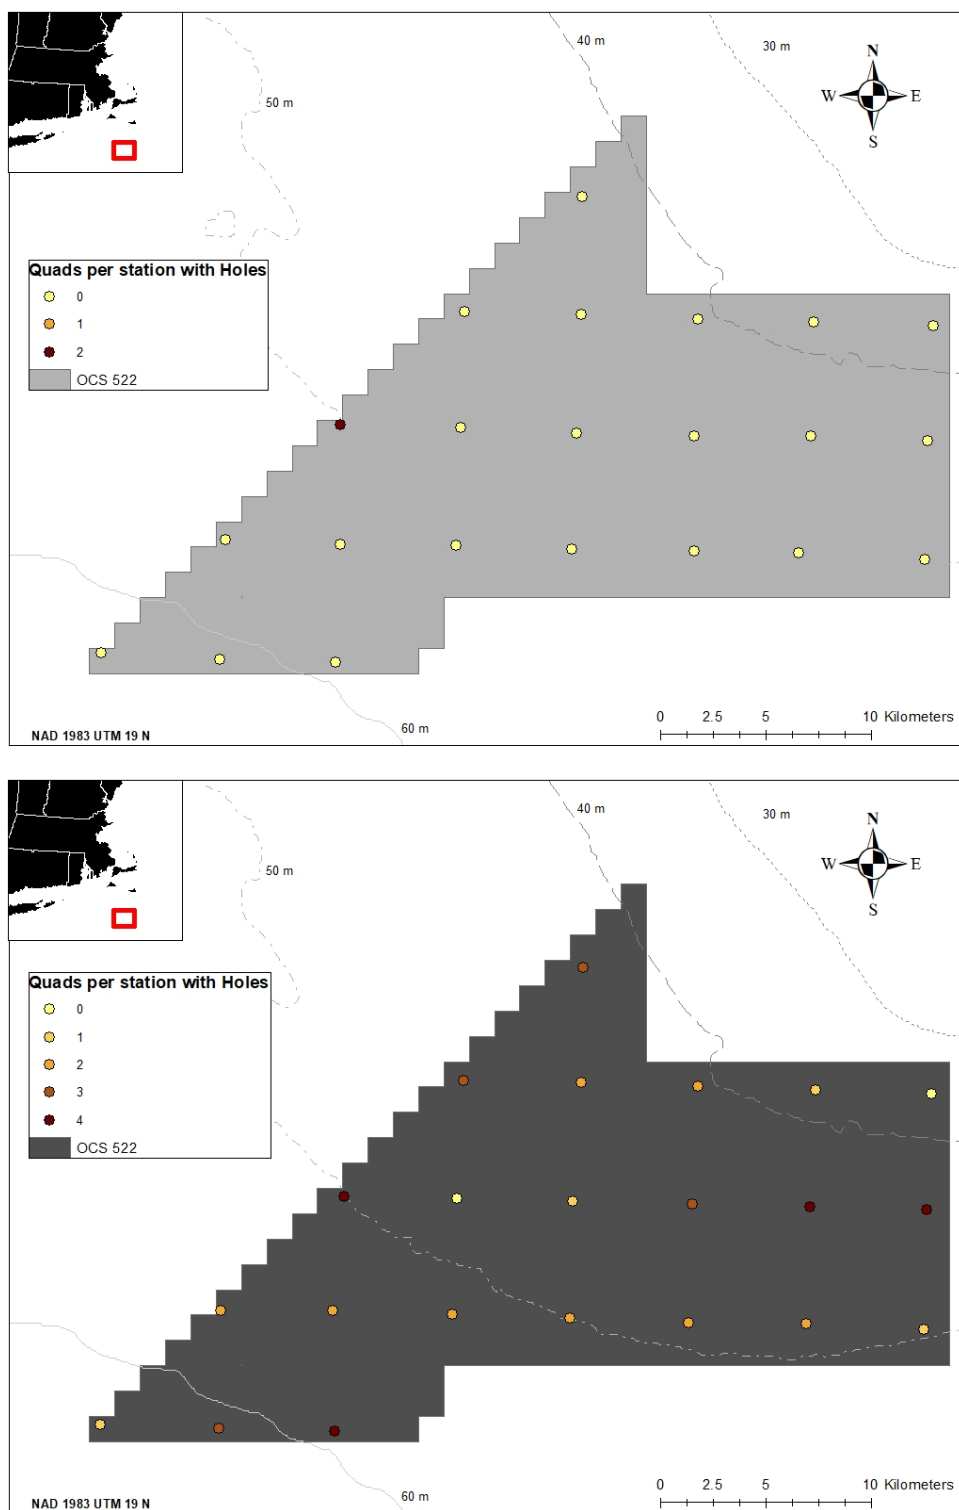 40 m
30 m
50 m
N
W E
S
Quads per station with Holes
0
1
2
OCS 522
60 m
0 2.5 5 10 Kilometers
NAD 1983 UTM 19 N
40 m
30 m
50 m
N
W E
S
Quads per station with Holes
0
1
2
3
4
OCS 522
60 m
0 2.5 5 10 Kilometers
NAD 1983 UTM 19 N